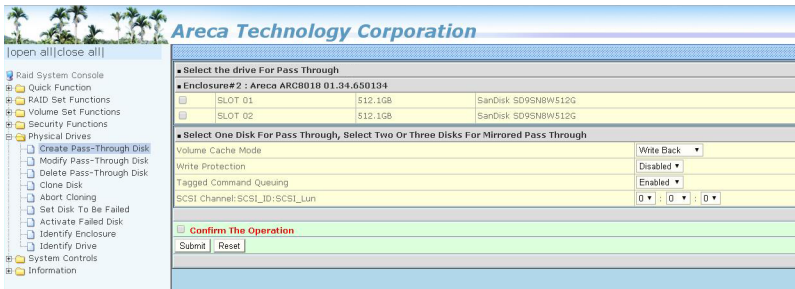 Areca Technology Corporation
|open all|close all|
Raid System Console
Quick Function
RAID Set Functions
Volume Set Functions
Security Functions
Physical Drives
Create Pass-Through Disk
Modify Pass-Through Disk
Delete Pass-Through Disk
Clone Disk
Abort Cloning
Set Disk To Be Failed
Activate Failed Disk
Identify Enclosure
Identify Drive
System Controls
Information
▪ Select the drive For Pass Through
▪ Enclosure#2 : Areca ARC8018 01.34.650134
SLOT 01 512.1GB SanDisk SD9SN8W512G
SLOT 02 512.1GB SanDisk SD9SN8W512G
▪ Select One Disk For Pass Through, Select Two Or Three Disks For Mirrored Pass Through
Volume Cache Mode Write Back ▼
Write Protection Disabled ▼
Tagged Command Queuing Enabled ▼
SCSI Channel:SCSI_ID:SCSI_Lun 0 ▼ : 0 ▼ : 0 ▼
Confirm The Operation
Submit Reset